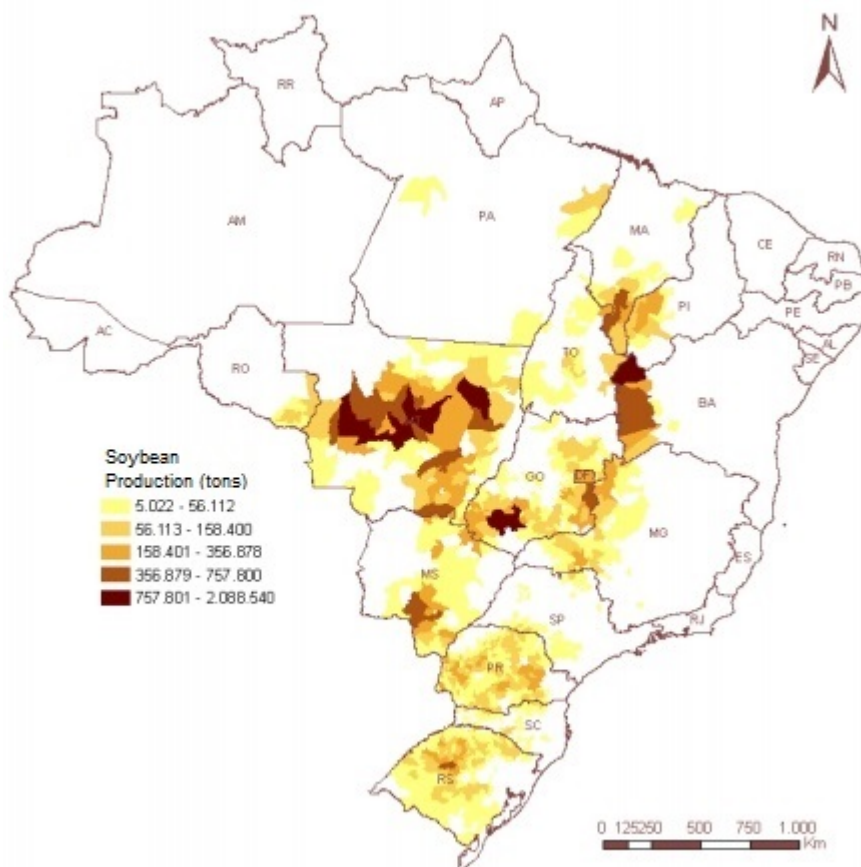 N
RR
AP
AM
PA
MA
CE
RN
PB
PI
PE
AC
AL
TO
SE
RO
BA
Soybean
Production (tons)
5.022 - 56.112
56.113 - 158.400
158.401 - 356.878
356.879 - 757.800
757.801 - 2.088.540
GO
DF
MG
ES
MS
SP
RJ
PR
SC
RS
0 125250 500 750 1.000
Km